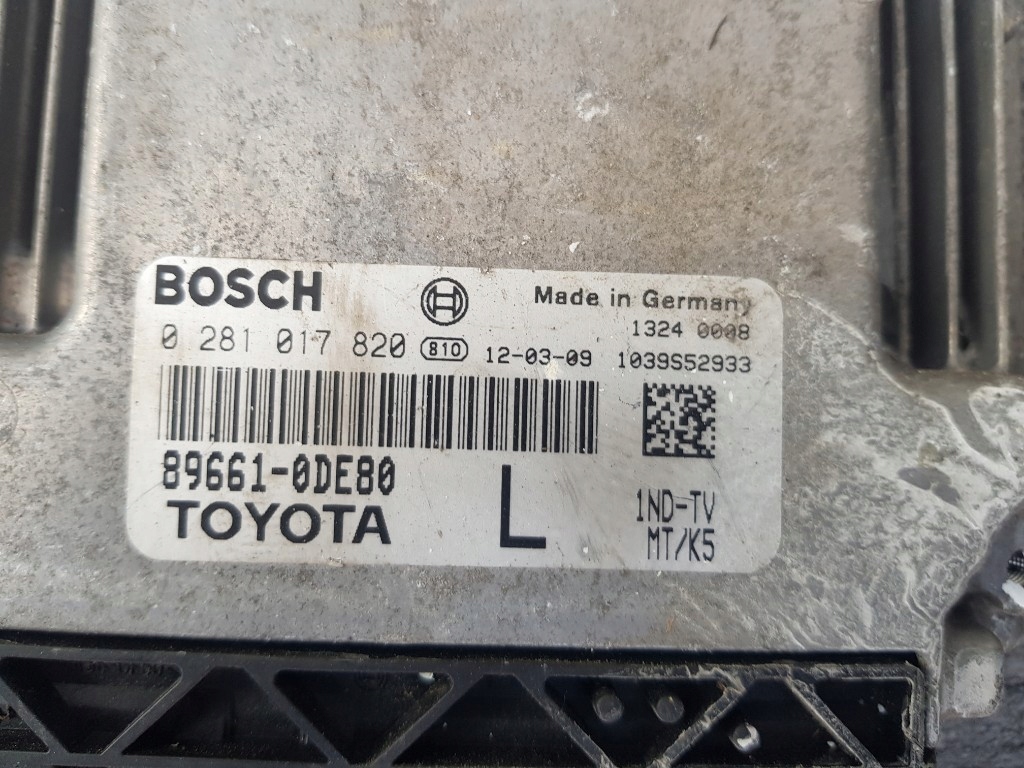 BOSCH
Made in Germany
1324 0008
0 281 017 820 810 12-03-09 1039S52933
89661-0DE80
TOYOTA
L
1ND-TV
MT/K5